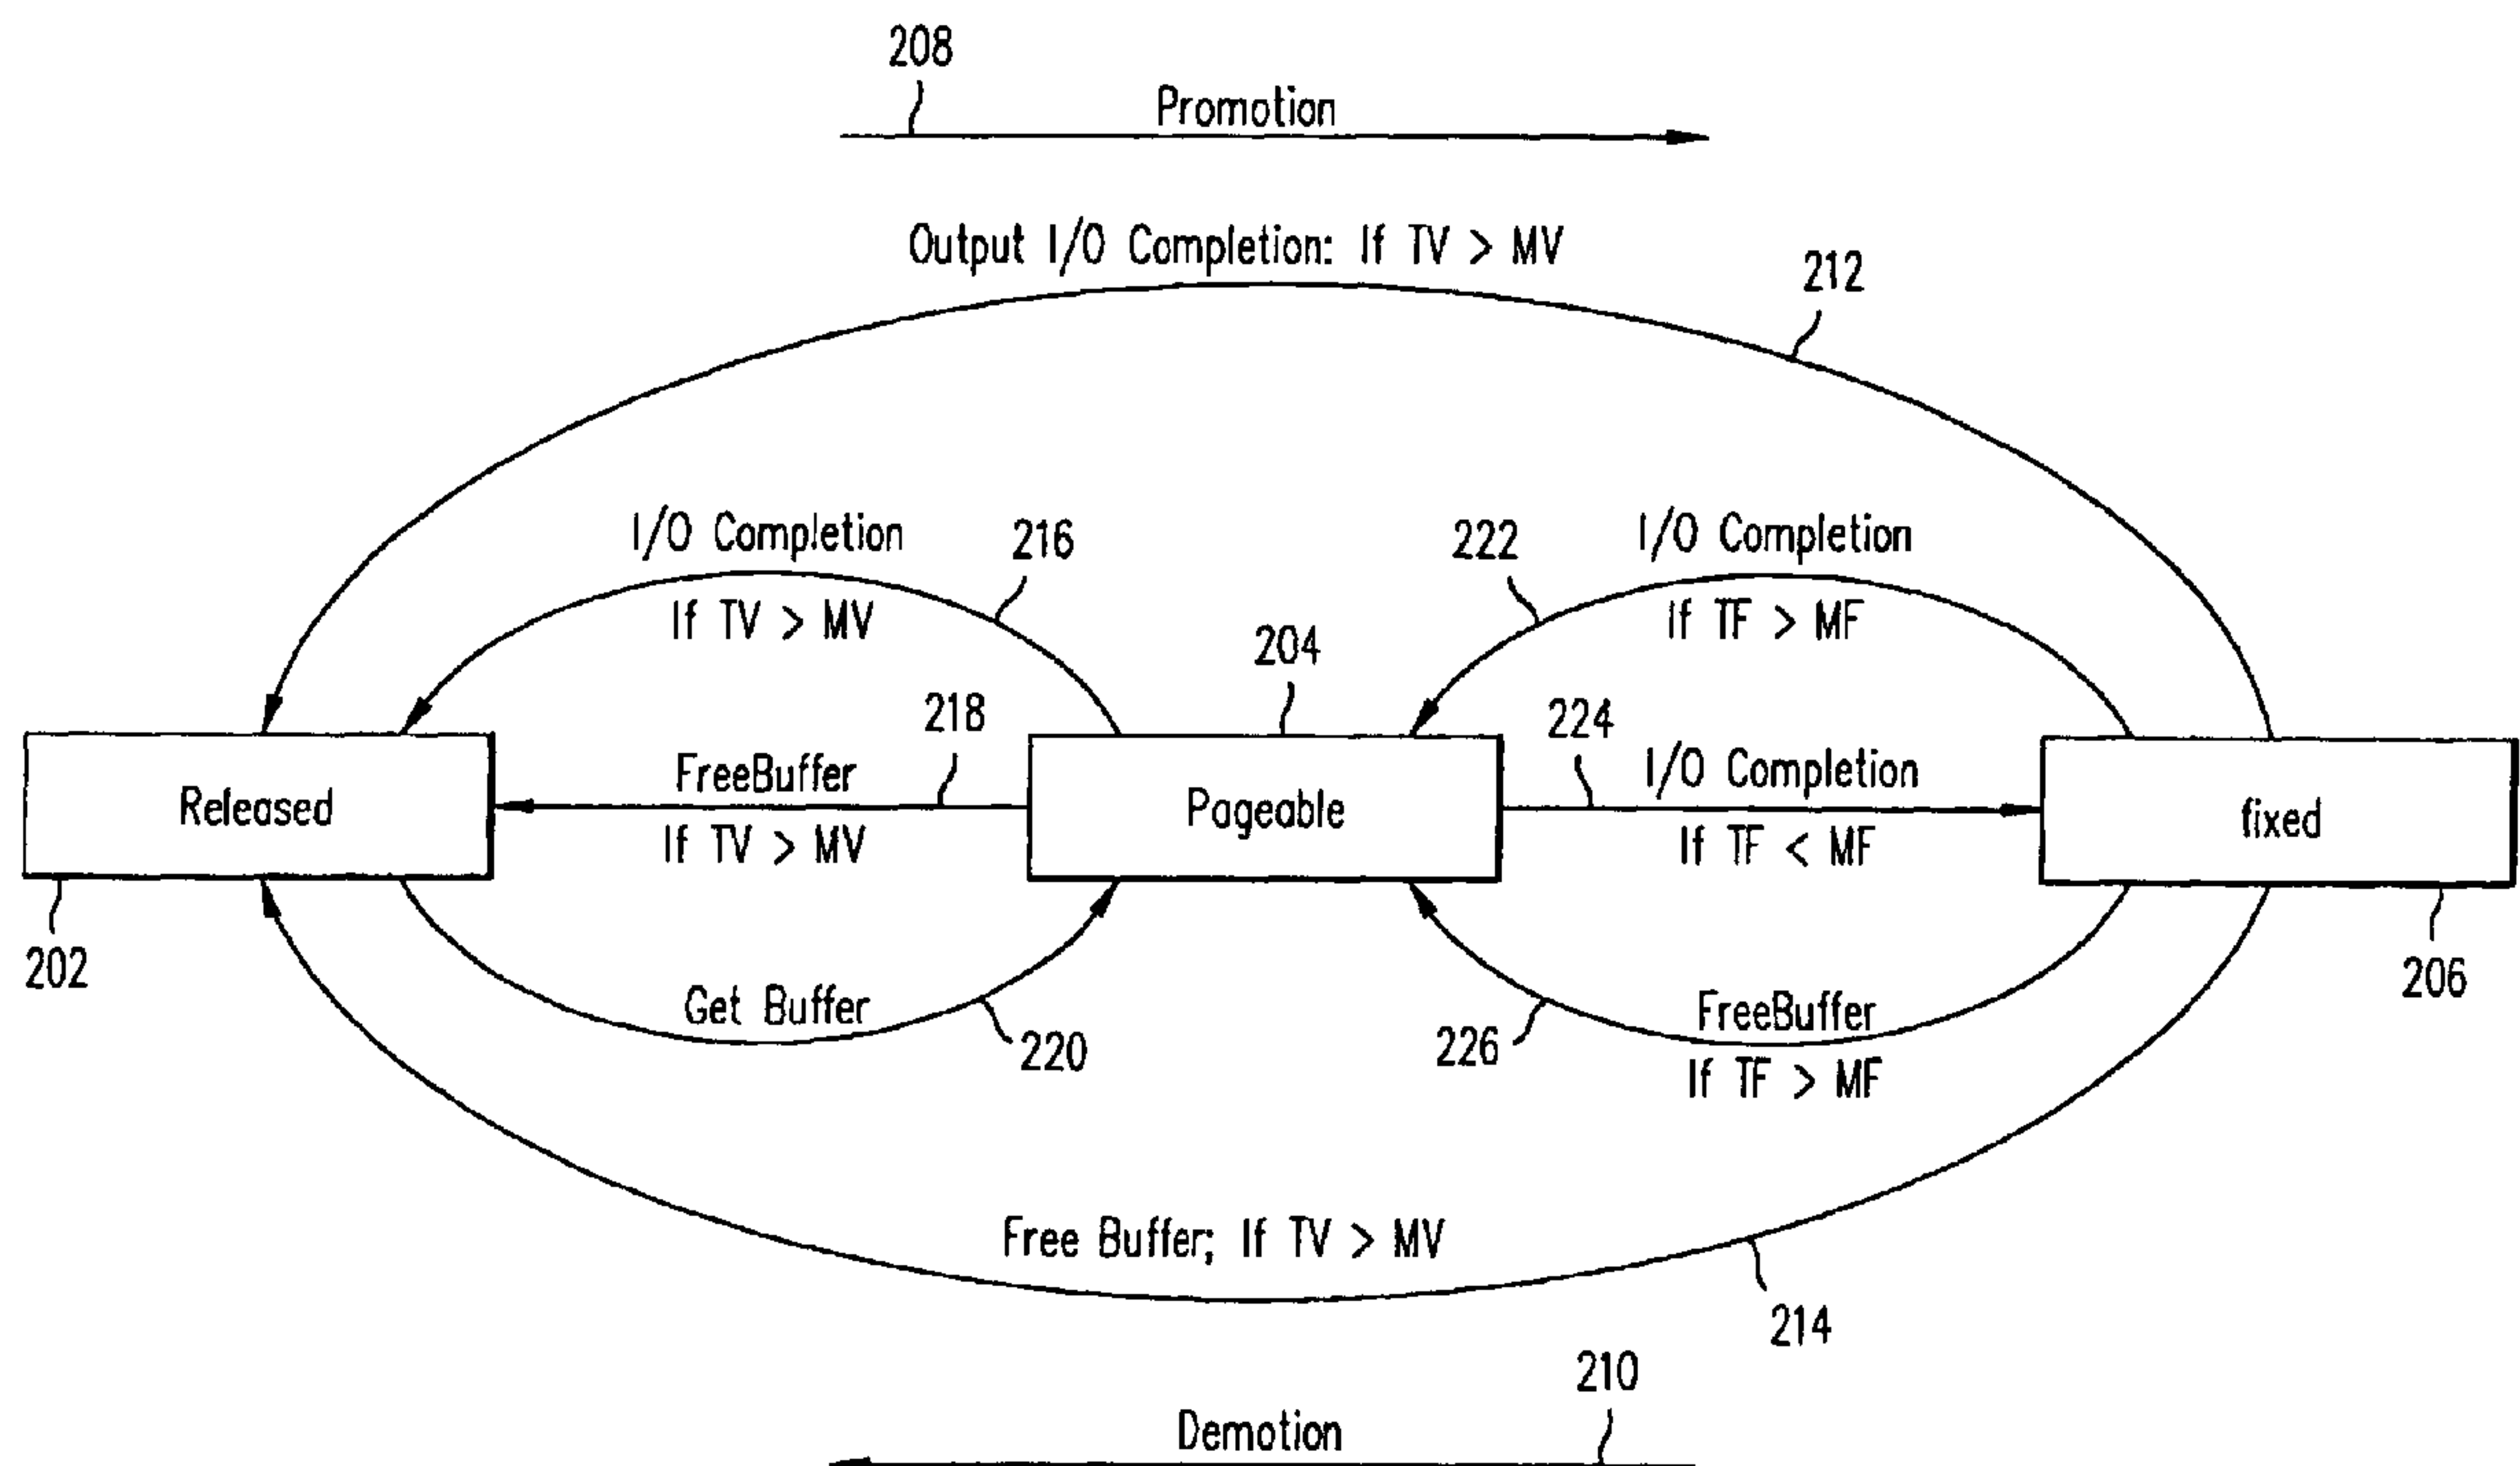 208
Promotion
Output I/O Completion: If TV > MV
212
I/O Completion
216
222
I/O Completion
If TV > MV
204
If TF > MF
218
224
FreeBuffer
I/O Completion
Released
Pageable
fixed
If TV > MV
If TF < MF
202
206
Get Buffer
220
226
FreeBuffer
If TF > MF
Free Buffer; If TV > MV
214
210
Demotion